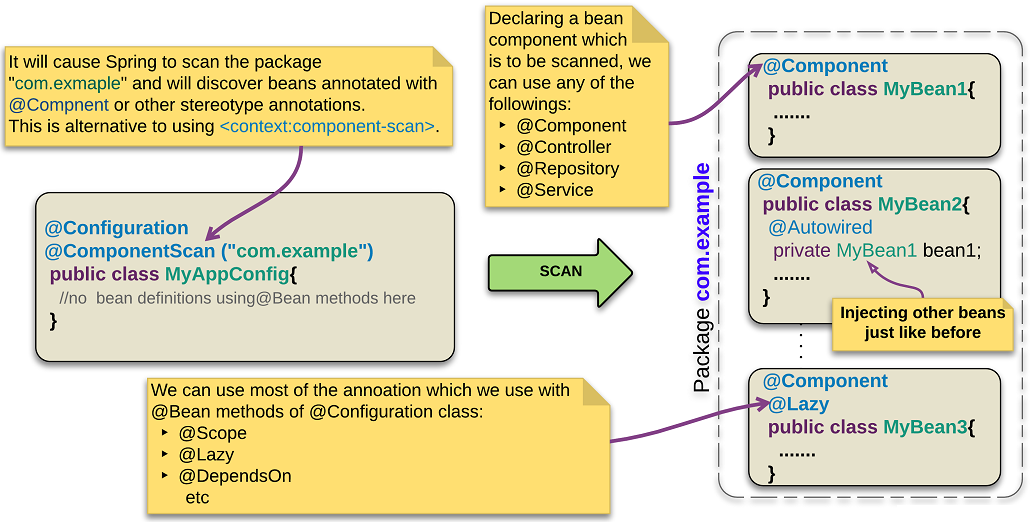 It will cause Spring to scan the package
"com.exmaple" and will discover beans annotated with
@Compnent or other stereotype annotations.
This is alternative to using <context:component-scan>.
@Configuration
@ComponentScan ("com.example")
public class MyAppConfig{
//no bean definitions using@Bean methods here
}
Declaring a bean
component which
is to be scanned, we
can use any of the
followings:
‣ @Component
‣ @Controller
‣ @Repository
‣ @Service
SCAN
We can use most of the annoation which we use with
@Bean methods of @Configuration class:
‣ @Scope
‣ @Lazy
‣ @DependsOn
etc
Package com.example
@Component
public class MyBean1{
.......
}
@Component
public class MyBean2{
@Autowired
private MyBean1 bean1;
.......
}
Injecting other beans
just like before
@Component
@Lazy
public class MyBean3{
.......
}